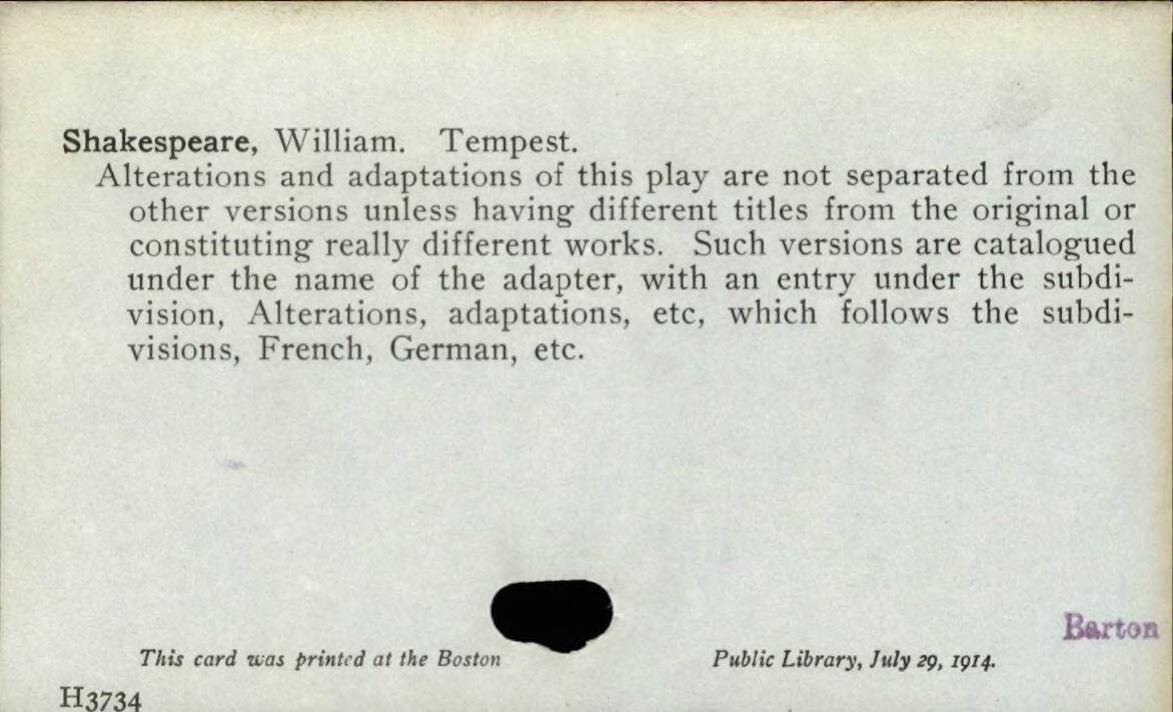 Shakespeare, William. Tempest.
Alterations and adaptations of this play are not separated from the
other versions unless having different titles from the original or
constituting really different works. Such versions are catalogued
under the name of the adapter, with an entry under the subdi-
vision, Alterations, adaptations, etc, which follows the subdi-
visions, French, German, etc.
Barton
This card was printed at the Boston Public Library, July 29, 1914.
H3734